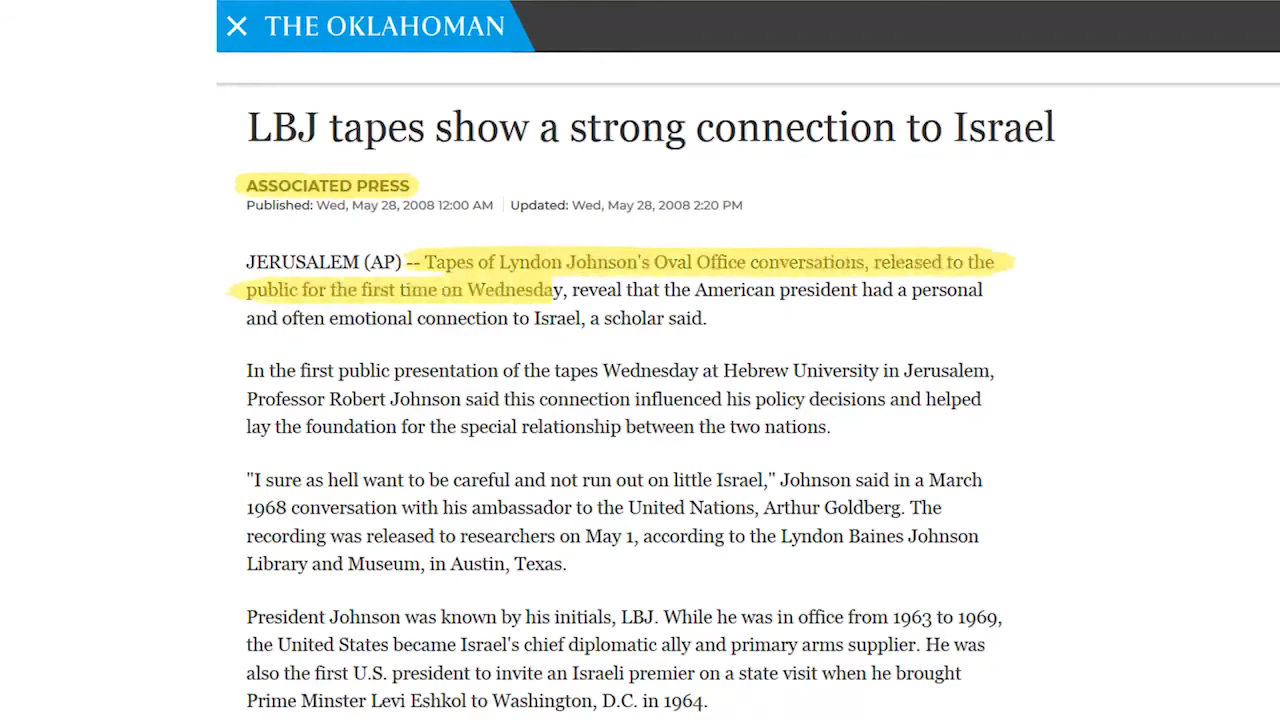 × THE OKLAHOMAN
LBJ tapes show a strong connection to Israel
ASSOCIATED PRESS
Published: Wed, May 28, 2008 12:00 AM | Updated: Wed, May 28, 2008 2:20 PM
JERUSALEM (AP) -- Tapes of Lyndon Johnson's Oval Office conversations, released to the
public for the first time on Wednesday, reveal that the American president had a personal
and often emotional connection to Israel, a scholar said.
In the first public presentation of the tapes Wednesday at Hebrew University in Jerusalem,
Professor Robert Johnson said this connection influenced his policy decisions and helped
lay the foundation for the special relationship between the two nations.
"I sure as hell want to be careful and not run out on little Israel," Johnson said in a March
1968 conversation with his ambassador to the United Nations, Arthur Goldberg. The
recording was released to researchers on May 1, according to the Lyndon Baines Johnson
Library and Museum, in Austin, Texas.
President Johnson was known by his initials, LBJ. While he was in office from 1963 to 1969,
the United States became Israel's chief diplomatic ally and primary arms supplier. He was
also the first U.S. president to invite an Israeli premier on a state visit when he brought
Prime Minster Levi Eshkol to Washington, D.C. in 1964.